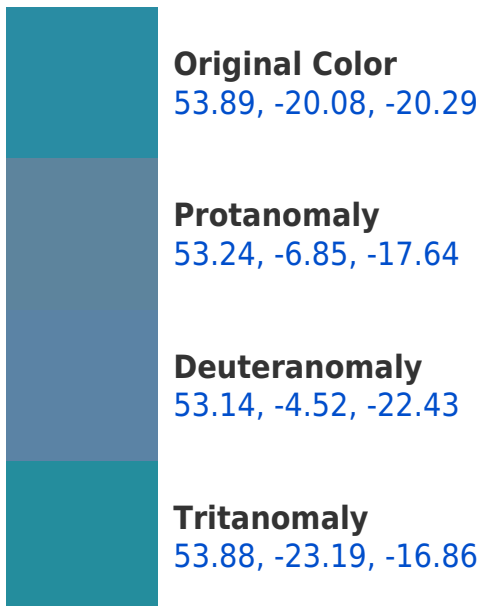 Original Color
53.89, -20.08, -20.29
Protanomaly
53.24, -6.85, -17.64
Deuteranomaly
53.14, -4.52, -22.43
Tritanomaly
53.88, -23.19, -16.86